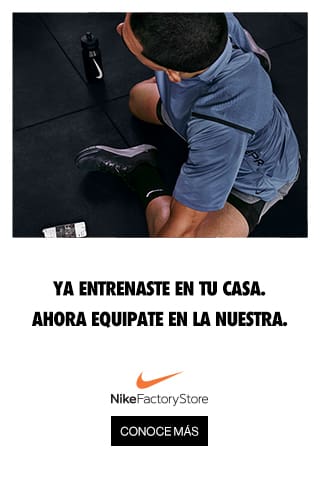 YA ENTRENASTE EN TU CASA.
AHORA EQUIPATE EN LA NUESTRA.
NikeFactoryStore
CONOCE MÁS